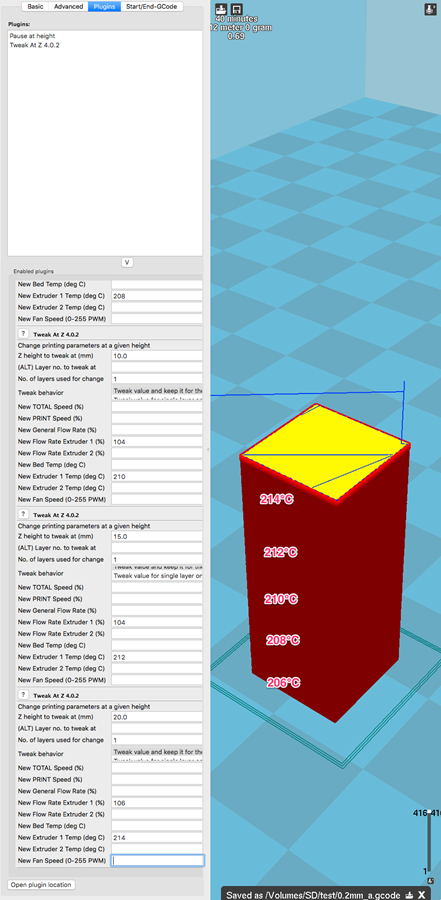 Basic Advanced Plugins Start/End-GCode
Plugins:
Pause at height
Tweak At Z 4.0.2
V
Enabled plugins
New Bed Temp (deg C)
New Extruder 1 Temp (deg C) 208
New Extruder 2 Temp (deg C)
New Fan Speed (0-255 PWM)
? Tweak At Z 4.0.2
Change printing parameters at a given height
Z height to tweak at (mm) 10.0
(ALT) Layer no. to tweak at
No. of layers used for change 1
Tweak behavior Tweak value and keep it for the
New TOTAL Speed (%)
New PRINT Speed (%)
New General Flow Rate (%)
New Flow Rate Extruder 1 (%) 104
New Flow Rate Extruder 2 (%)
New Bed Temp (deg C)
New Extruder 1 Temp (deg C) 210
New Extruder 2 Temp (deg C)
New Fan Speed (0-255 PWM)
? Tweak At Z 4.0.2
Change printing parameters at a given height
Z height to tweak at (mm) 15.0
(ALT) Layer no. to tweak at
No. of layers used for change 1
Tweak behavior Tweak value for single layer or
New TOTAL Speed (%)
New PRINT Speed (%)
New General Flow Rate (%)
New Flow Rate Extruder 1 (%) 104
New Flow Rate Extruder 2 (%)
New Bed Temp (deg C)
New Extruder 1 Temp (deg C) 212
New Extruder 2 Temp (deg C)
New Fan Speed (0-255 PWM)
? Tweak At Z 4.0.2
Change printing parameters at a given height
Z height to tweak at (mm) 20.0
(ALT) Layer no. to tweak at
No. of layers used for change 1
Tweak behavior Tweak value and keep it for the
New TOTAL Speed (%)
New PRINT Speed (%)
New General Flow Rate (%)
New Flow Rate Extruder 1 (%) 106
New Flow Rate Extruder 2 (%)
New Bed Temp (deg C)
New Extruder 1 Temp (deg C) 214
New Extruder 2 Temp (deg C)
New Fan Speed (0-255 PWM)
Open plugin location
40 minutes
12 meter 0 gram
0.69
214°C
212°C
210°C
208°C
206°C
416 416
1
Saved as /Volumes/SD/test/0.2mm_a.gcode X